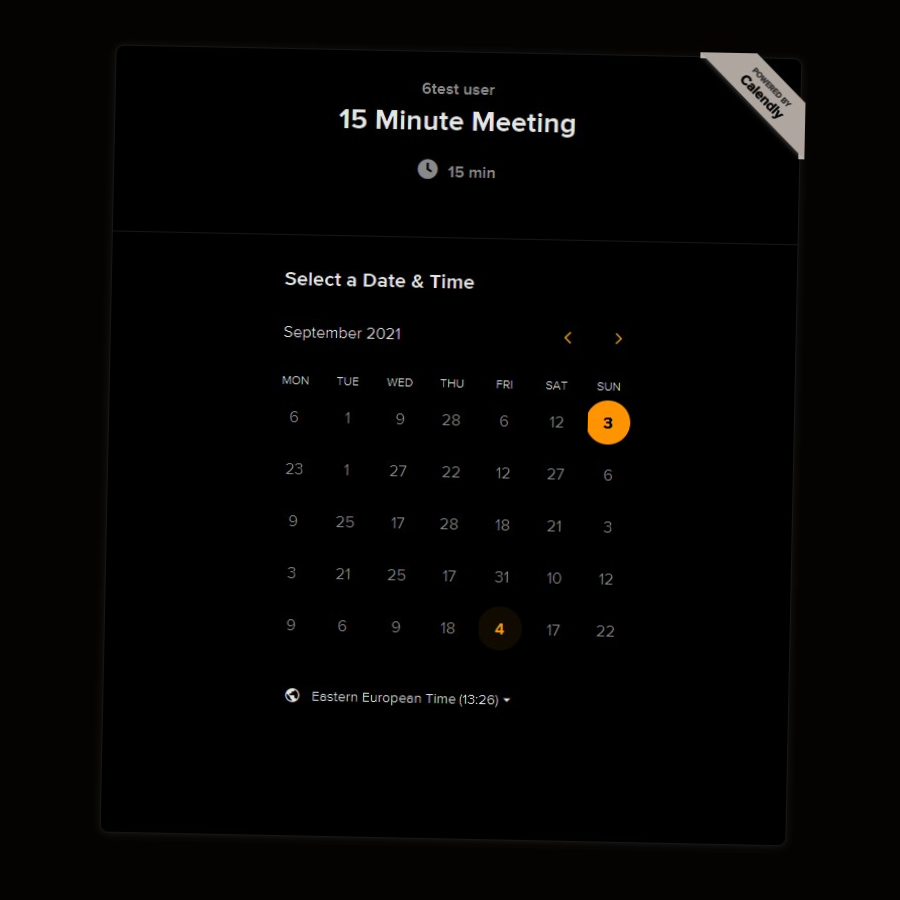 POWERED BY
Calendly
6test user
15 Minute Meeting
15 min
Select a Date & Time
September 2021
MON TUE WED THU FRI SAT SUN
6 1 9 28 6 12 3
23 1 27 22 12 27 6
9 25 17 28 18 21 3
3 21 25 17 31 10 12
9 6 9 18 4 17 22
Eastern European Time (13:26)